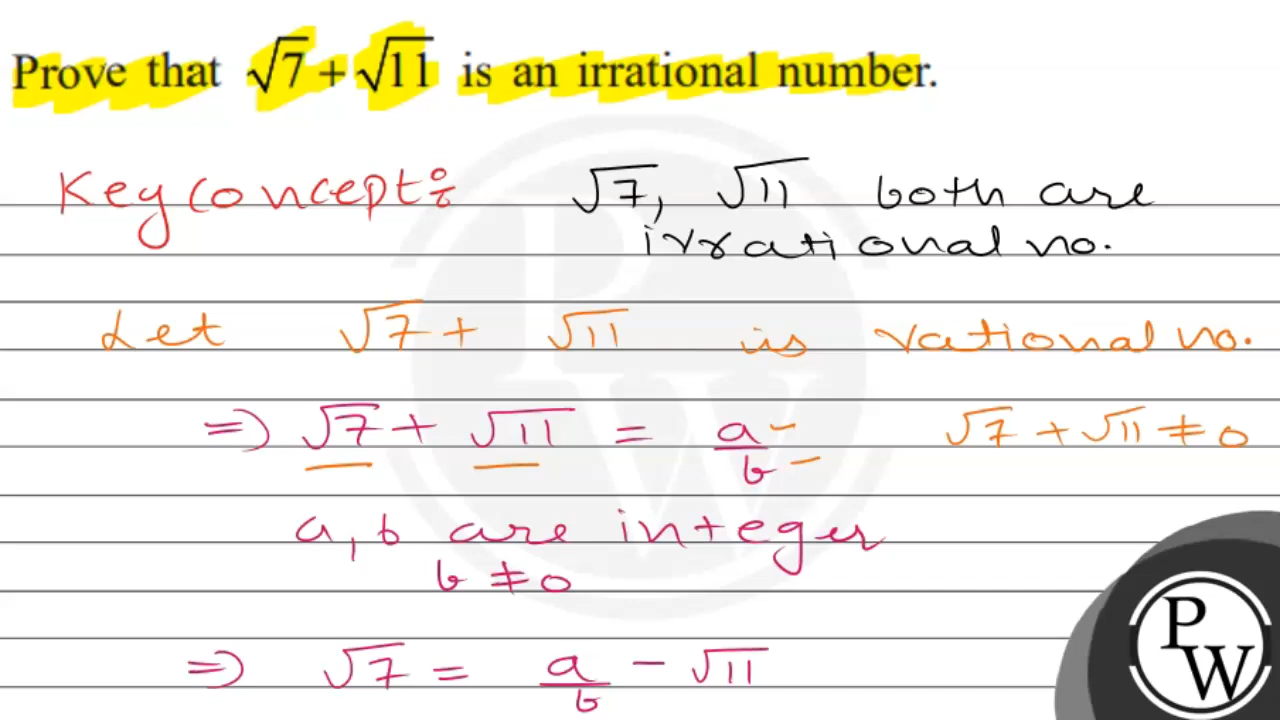 Prove that √7 + √11 is an irrational number.
Key concept: √7, √11 both are
irrational no.
Let √7 + √11 is rational no.
⇒ √7 + √11 = a/b √7 + √11 ≠ 0
a, b are integer
b ≠ 0
⇒ √7 = a/b - √11
PW
PW